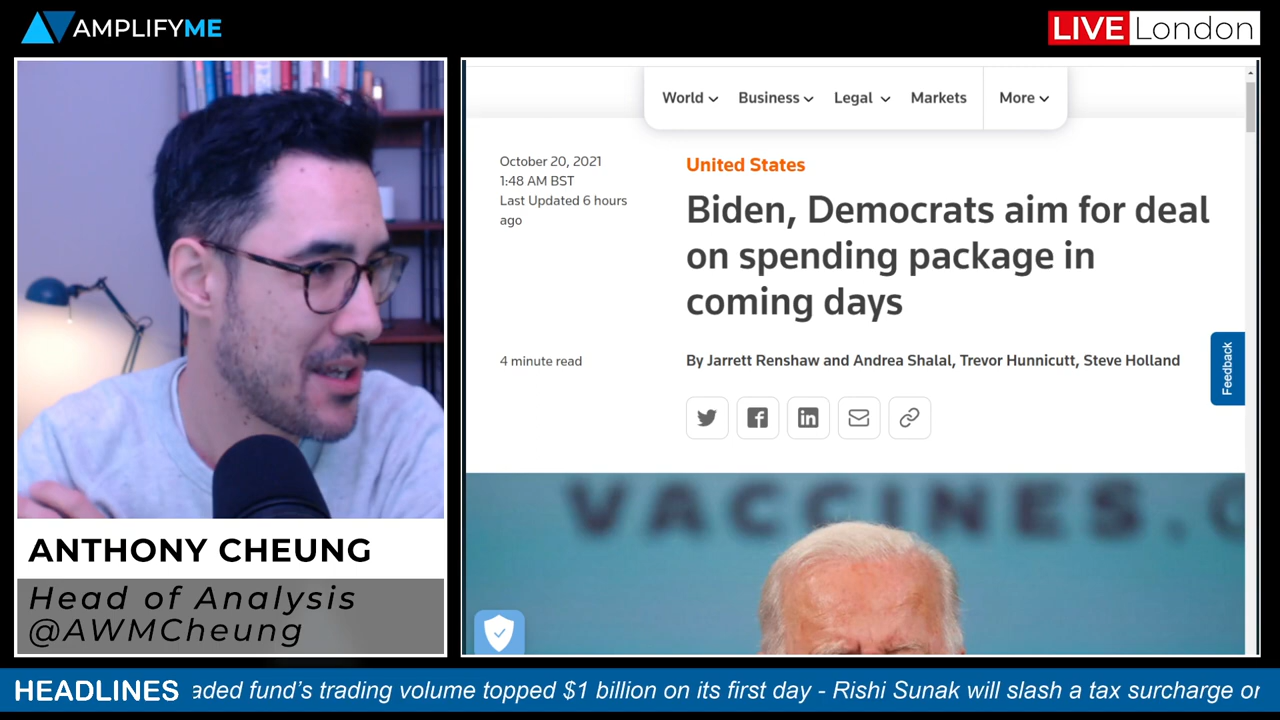 AMPLIFYME
LIVE London
World Business Legal Markets More
October 20, 2021
1:48 AM BST
Last Updated 6 hours
ago
United States
Biden, Democrats aim for deal
on spending package in
coming days
4 minute read
By Jarrett Renshaw and Andrea Shalal, Trevor Hunnicutt, Steve Holland
Feedback
VACCINES.
ANTHONY CHEUNG
Head of Analysis
@AWMCheung
HEADLINES aded fund's trading volume topped $1 billion on its first day - Rishi Sunak will slash a tax surcharge or